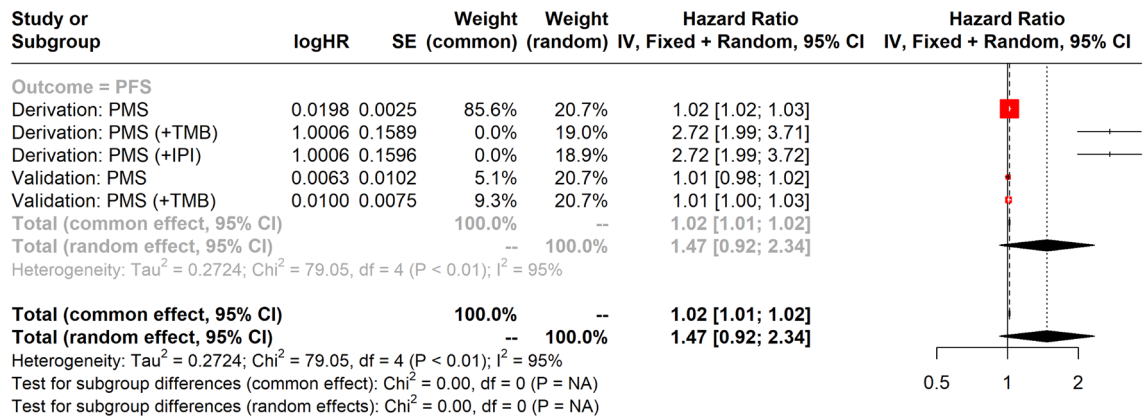 Study or Weight Weight Hazard Ratio Hazard Ratio
Subgroup logHR SE (common) (random) IV, Fixed + Random, 95% CI IV, Fixed + Random, 95% CI
Outcome = PFS
Derivation: PMS 0.0198 0.0025 85.6% 20.7% 1.02 [1.02; 1.03]
Derivation: PMS (+TMB) 1.0006 0.1589 0.0% 19.0% 2.72 [1.99; 3.71]
Derivation: PMS (+IPI) 1.0006 0.1596 0.0% 18.9% 2.72 [1.99; 3.72]
Validation: PMS 0.0063 0.0102 5.1% 20.7% 1.01 [0.98; 1.02]
Validation: PMS (+TMB) 0.0100 0.0075 9.3% 20.7% 1.01 [1.00; 1.03]
Total (common effect, 95% CI) 100.0% -- 1.02 [1.01; 1.02]
Total (random effect, 95% CI) -- 100.0% 1.47 [0.92; 2.34]
Heterogeneity: Tau² = 0.2724; Chi² = 79.05, df = 4 (P < 0.01); I² = 95%
Total (common effect, 95% CI) 100.0% -- 1.02 [1.01; 1.02]
Total (random effect, 95% CI) -- 100.0% 1.47 [0.92; 2.34]
Heterogeneity: Tau² = 0.2724; Chi² = 79.05, df = 4 (P < 0.01); I² = 95%
Test for subgroup differences (common effect): Chi² = 0.00, df = 0 (P = NA) 0.5 1 2
Test for subgroup differences (random effects): Chi² = 0.00, df = 0 (P = NA)